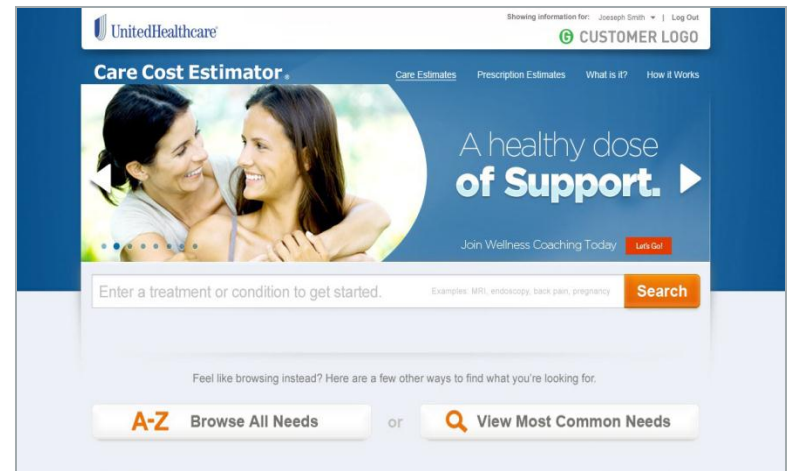 UnitedHealthcare®
Showing information for: Joeseph Smith | Log Out
G CUSTOMER LOGO
Care Cost Estimator®
Care Estimates Prescription Estimates What is it? How it Works
A healthy dose
of Support.
Join Wellness Coaching Today Let's Go!
Enter a treatment or condition to get started. Examples: MRI, endoscopy, back pain, pregnancy Search
Feel like browsing instead? Here are a few other ways to find what you're looking for.
A-Z Browse All Needs or View Most Common Needs